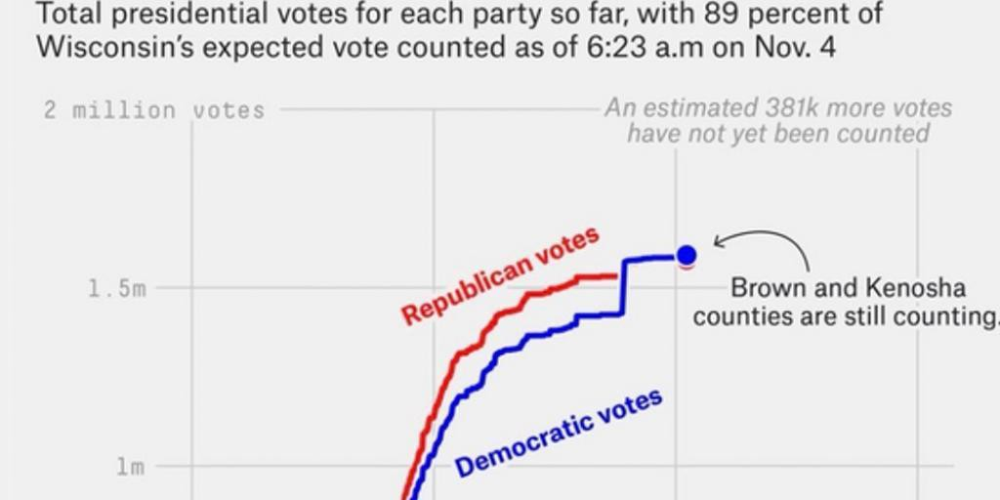 Total presidential votes for each party so far, with 89 percent of
Wisconsin's expected vote counted as of 6:23 a.m on Nov. 4
2 million votes
An estimated 381k more votes
have not yet been counted
Republican votes
1.5m
Brown and Kenosha
counties are still counting.
Democratic votes
1m